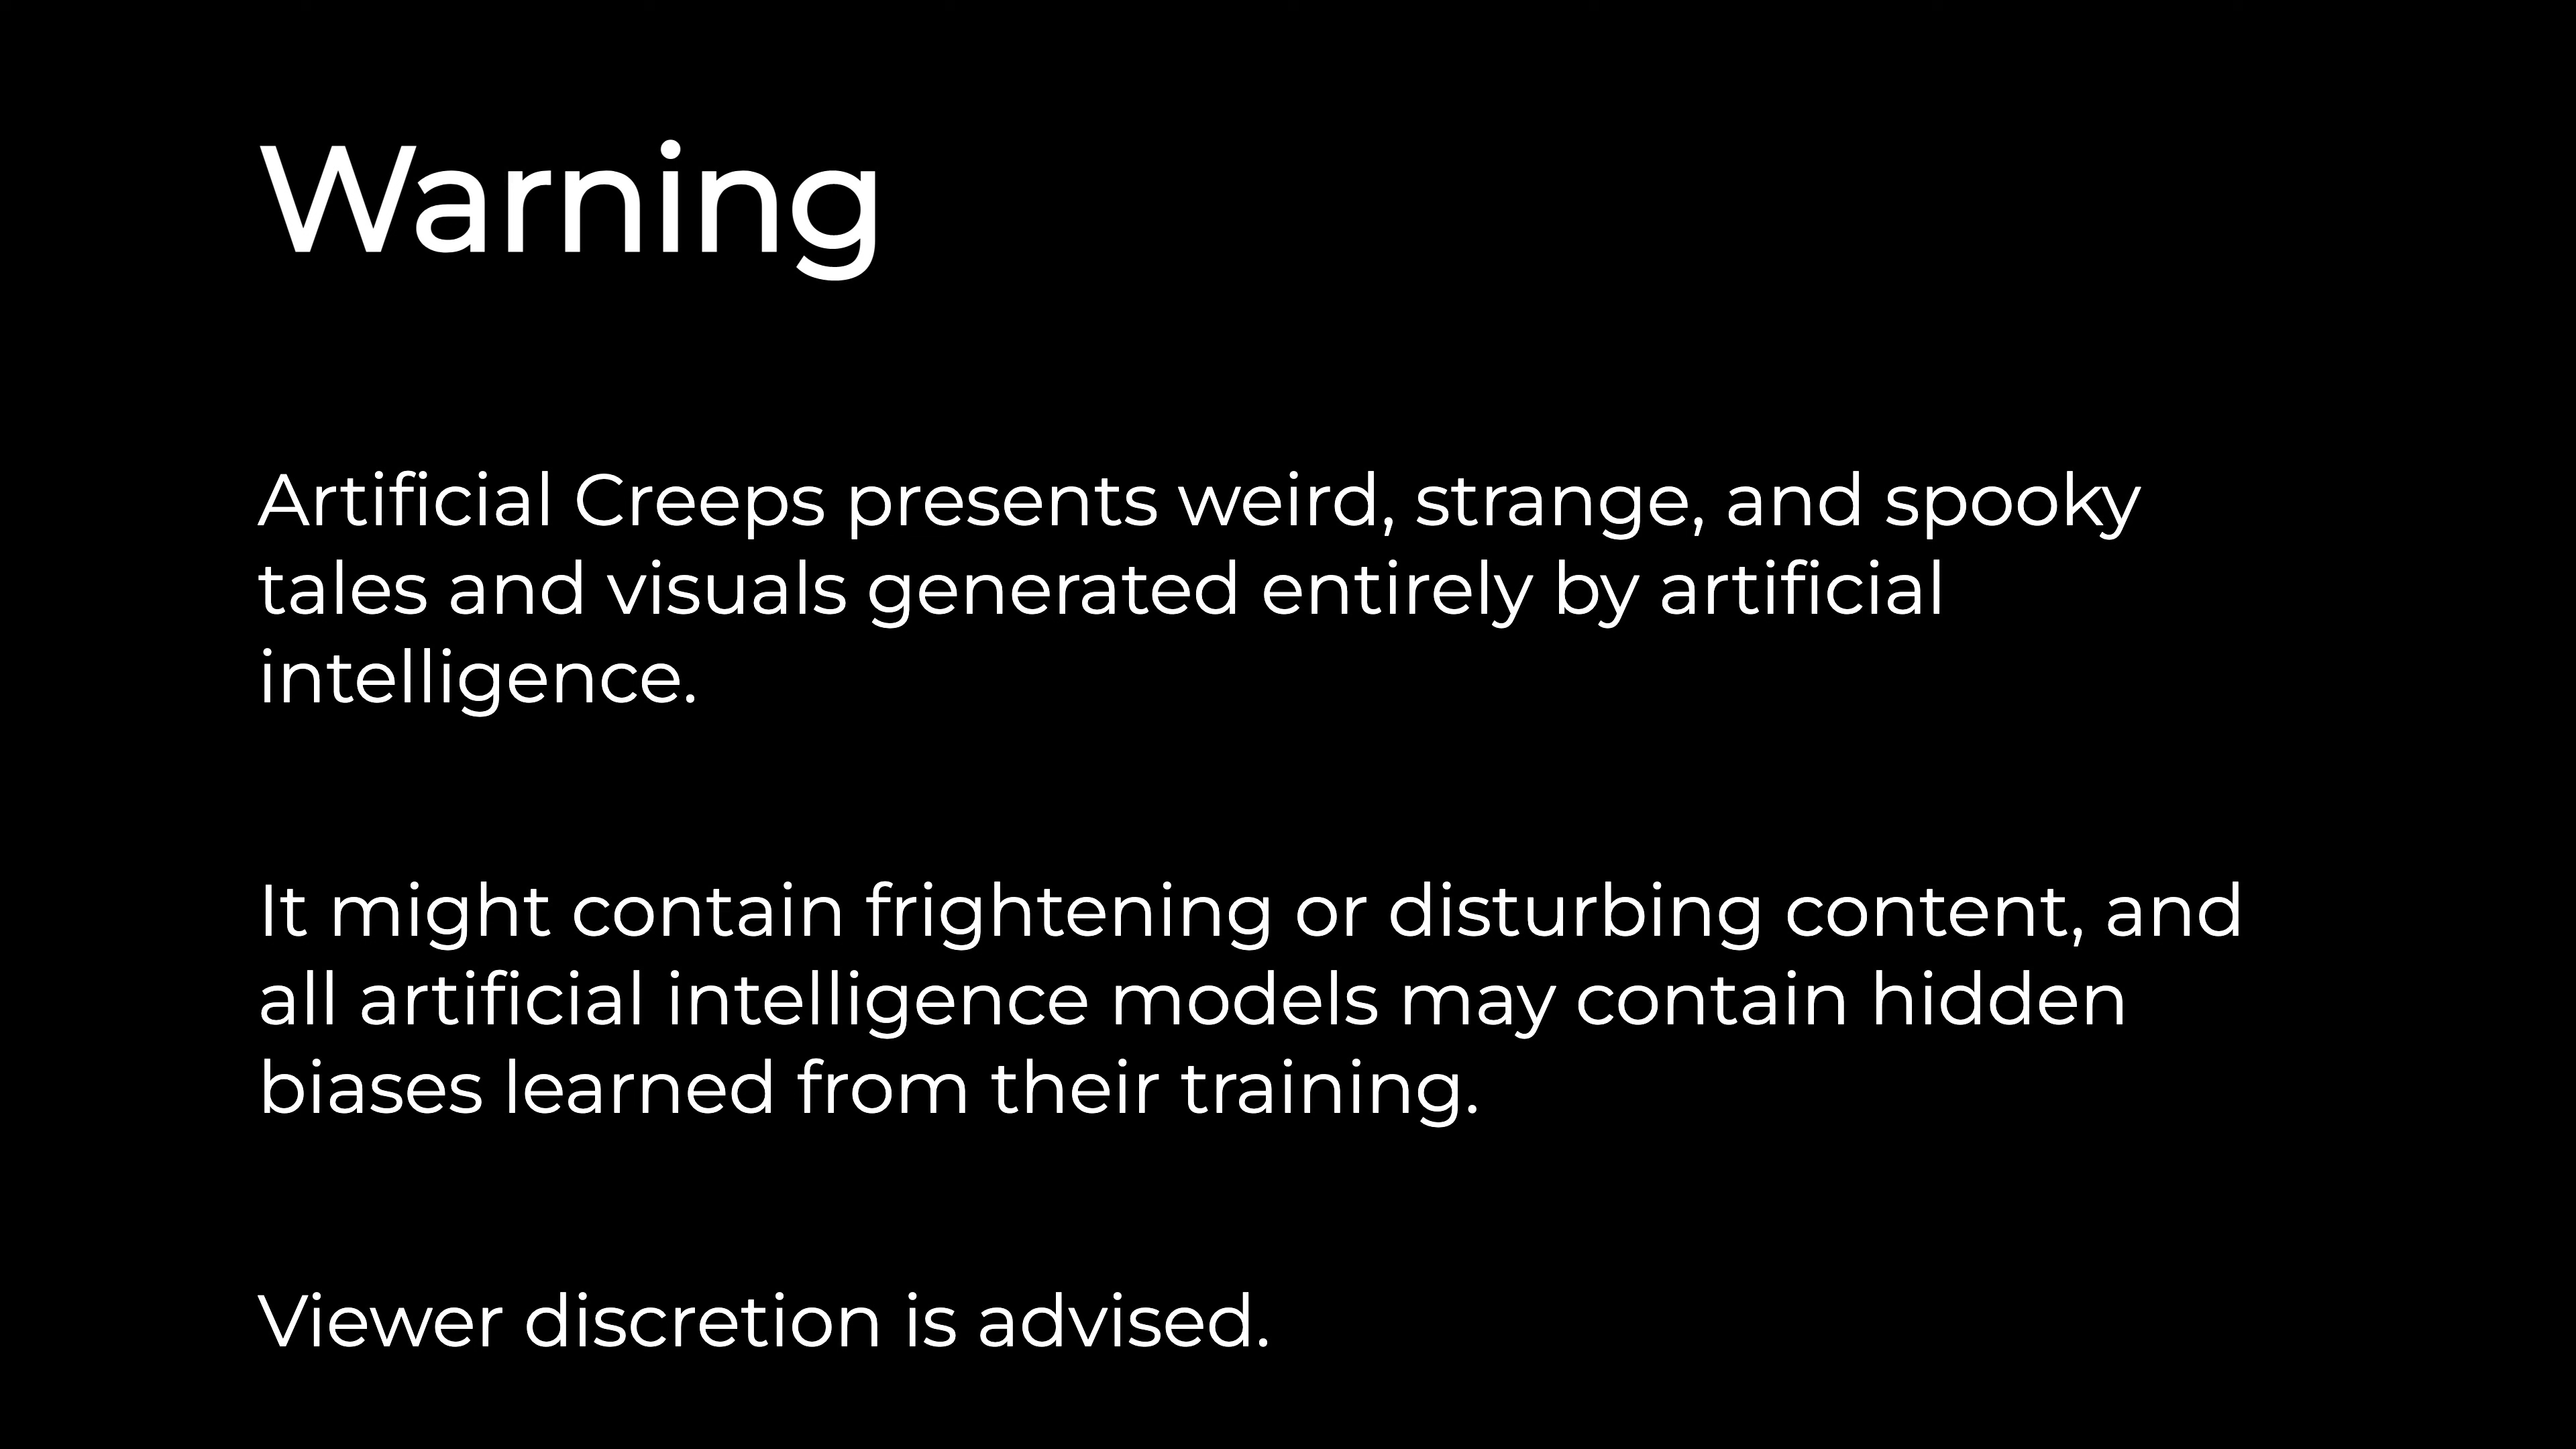 Warning
Artificial Creeps presents weird, strange, and spooky
tales and visuals generated entirely by artificial
intelligence.
It might contain frightening or disturbing content, and
all artificial intelligence models may contain hidden
biases learned from their training.
Viewer discretion is advised.